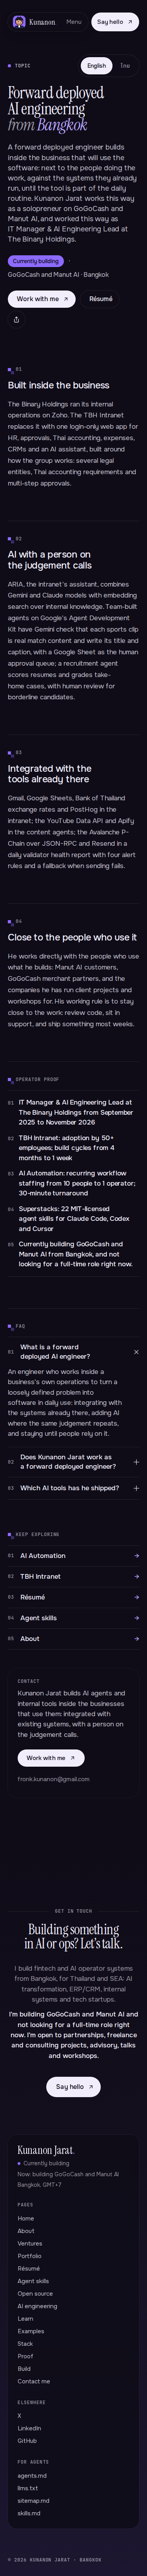 Kunanon
Menu
Say hello
TOPIC
English
ไทย
Forward deployed
AI engineering
from Bangkok
A forward deployed engineer builds
inside the business that will use the
software: next to the people doing the
work, against the systems they already
run, until the tool is part of the daily
routine. Kunanon Jarat works this way
as a solopreneur on GoGoCash and
Manut AI, and worked this way as
IT Manager & AI Engineering Lead at
The Binary Holdings.
Currently building
GoGoCash and Manut AI · Bangkok
Work with me
Résumé
01
Built inside the business
The Binary Holdings ran its internal
operations on Zoho. The TBH Intranet
replaces it with one login-only web app for
HR, approvals, Thai accounting, expenses,
CRMs and an AI assistant, built around
how the group works: several legal
entities, Thai accounting requirements and
multi-step approvals.
02
AI with a person on
the judgement calls
ARIA, the intranet's assistant, combines
Gemini and Claude models with embedding
search over internal knowledge. Team-built
agents on Google's Agent Development
Kit have Gemini check that each sports clip
is real match content and write its title and
caption, with a Google Sheet as the human
approval queue; a recruitment agent
scores resumes and grades take-
home cases, with human review for
borderline candidates.
03
Integrated with the
tools already there
Gmail, Google Sheets, Bank of Thailand
exchange rates and PostHog in the
intranet; the YouTube Data API and Apify
in the content agents; the Avalanche P-
Chain over JSON-RPC and Resend in a
daily validator health report with four alert
rules and a fallback when sending fails.
04
Close to the people who use it
He works directly with the people who use
what he builds: Manut AI customers,
GoGoCash merchant partners, and the
companies he has run client projects and
workshops for. His working rule is to stay
close to the work: code review, sit in
support, and ship something most weeks.
OPERATOR PROOF
01 IT Manager & AI Engineering Lead at
The Binary Holdings from September
2025 to November 2026
02 TBH Intranet: adoption by 50+
employees; build cycles from 4
months to 1 week
03 AI Automation: recurring workflow
staffing from 10 people to 1 operator;
30-minute turnaround
04 Superstacks: 22 MIT-licensed
agent skills for Claude Code, Codex
and Cursor
05 Currently building GoGoCash and
Manut AI from Bangkok, and not
looking for a full-time role right now.
FAQ
01 What is a forward
deployed AI engineer?
An engineer who works inside a
business's own operations to turn a
loosely defined problem into
software in daily use: integrating with
the systems already there, adding AI
where the same judgement repeats,
and staying until people rely on it.
02 Does Kunanon Jarat work as
a forward deployed engineer?
03 Which AI tools has he shipped?
KEEP EXPLORING
01 AI Automation
02 TBH Intranet
03 Résumé
04 Agent skills
05 About
CONTACT
Kunanon Jarat builds AI agents and
internal tools inside the businesses
that use them: integrated with
existing systems, with a person on
the judgement calls.
Work with me
fronk.kunanon@gmail.com
GET IN TOUCH
Building something
in AI or ops? Let's talk.
I build fintech and AI operator systems
from Bangkok, for Thailand and SEA: AI
transformation, ERP/CRM, internal
systems and tech startups.
I'm building GoGoCash and Manut AI and
not looking for a full-time role right
now. I'm open to partnerships, freelance
and consulting projects, advisory, talks
and workshops.
Say hello
Kunanon Jarat.
Currently building
Now: building GoGoCash and Manut AI
Bangkok, GMT+7
PAGES
Home
About
Ventures
Portfolio
Résumé
Agent skills
Open source
AI engineering
Learn
Examples
Stack
Proof
Build
Contact me
ELSEWHERE
X
LinkedIn
GitHub
FOR AGENTS
agents.md
llms.txt
sitemap.md
skills.md
© 2026 KUNANON JARAT · BANGKOK